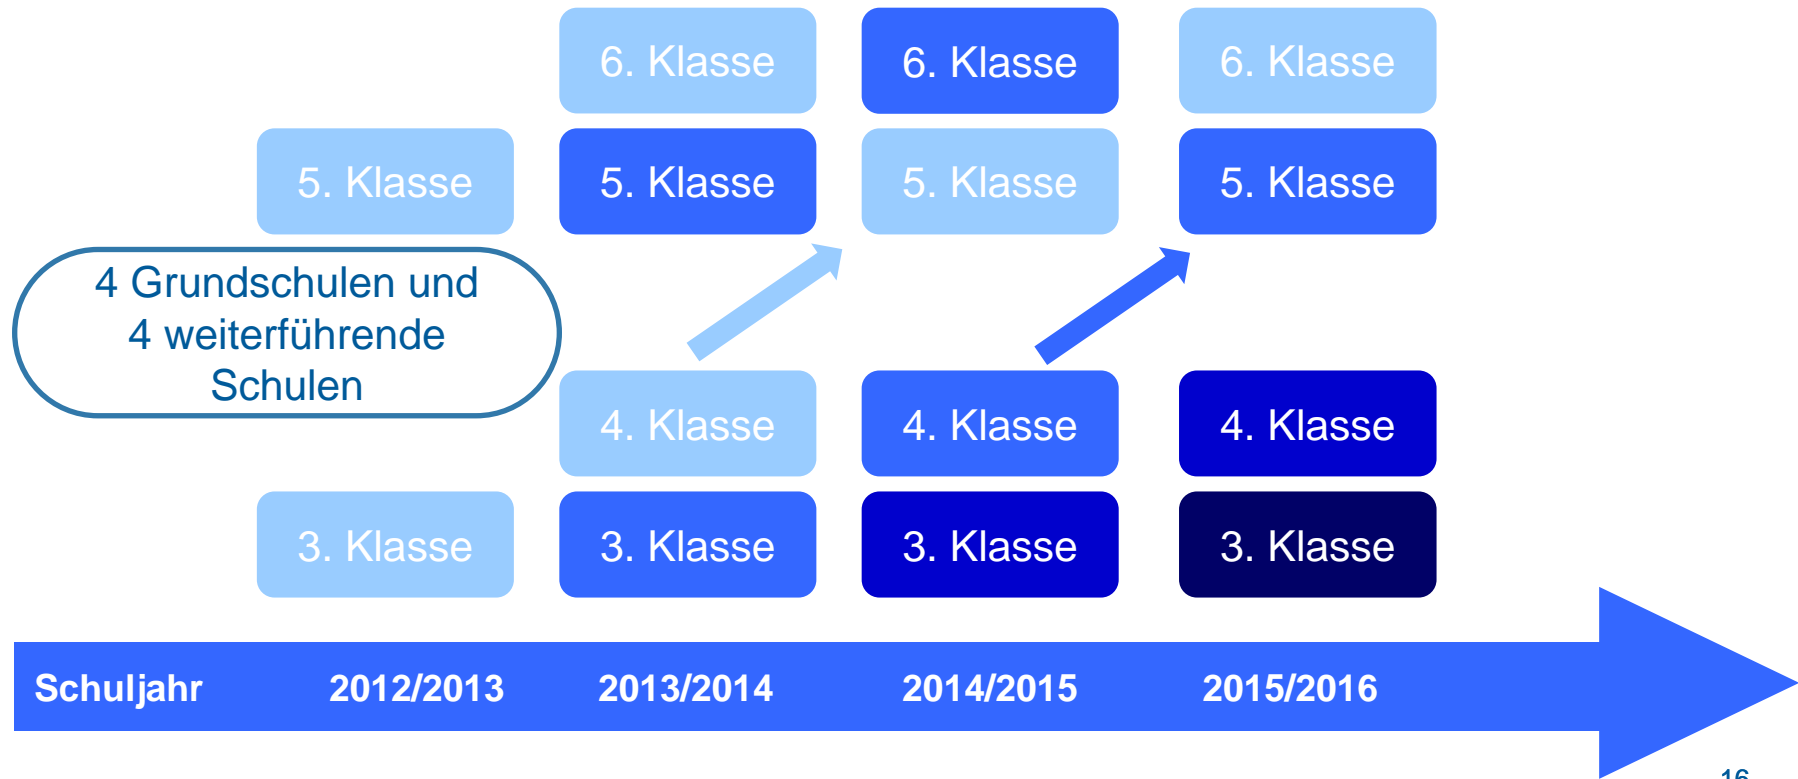 6. Klasse
6. Klasse
6. Klasse
5. Klasse
5. Klasse
5. Klasse
5. Klasse
4 Grundschulen und
4 weiterführende
Schulen
4. Klasse
4. Klasse
4. Klasse
3. Klasse
3. Klasse
3. Klasse
3. Klasse
Schuljahr 2012/2013 2013/2014 2014/2015 2015/2016
16